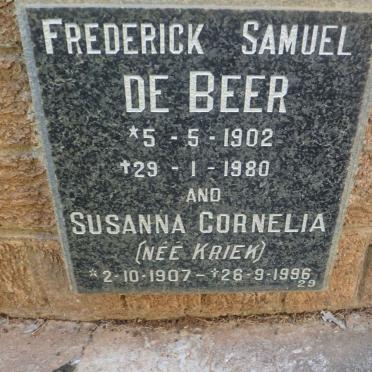 FREDERICK SAMUEL
DE BEER
*5 - 5 - 1902
†29 - 1 - 1980
AND
SUSANNA CORNELIA
(NÉÉ KRIEK)
*2-10-1907 - †26-9-1996
29